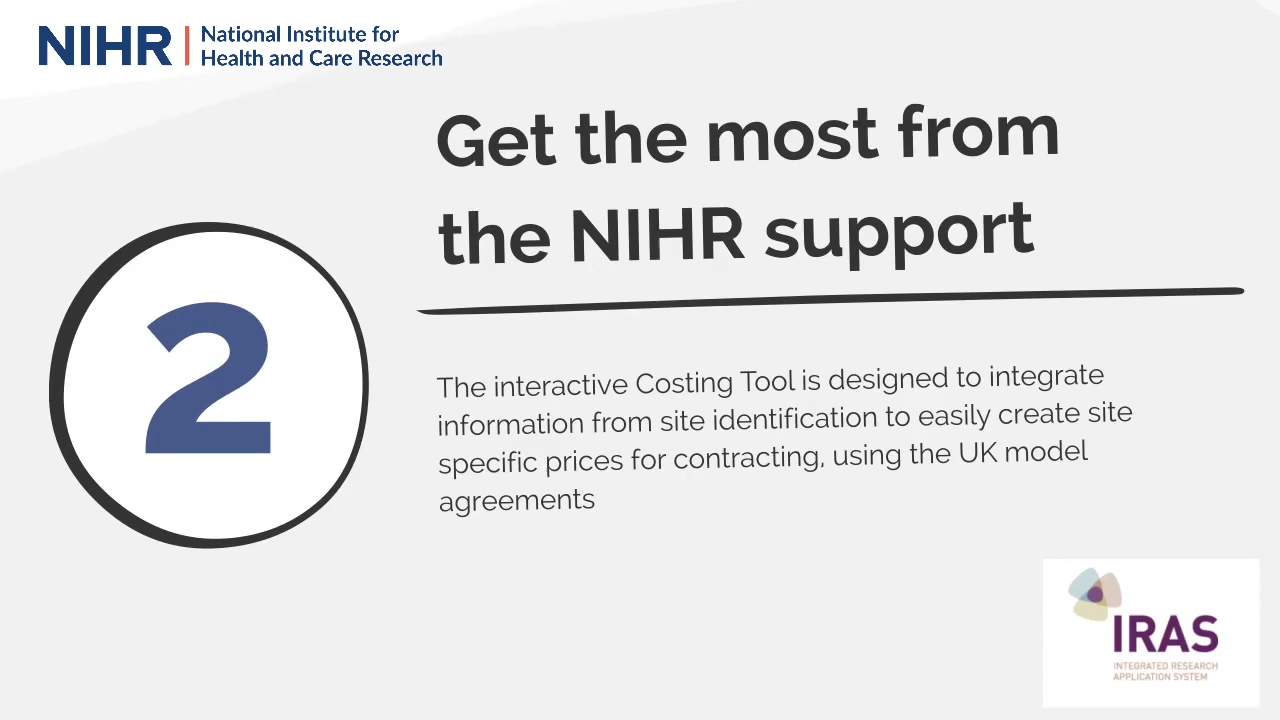 NIHR
National Institute for
Health and Care Research
Get the most from
the NIHR support
2
The interactive Costing Tool is designed to integrate
information from site identification to easily create site
specific prices for contracting, using the UK model
agreements
IRAS
INTEGRATED RESEARCH
APPLICATION SYSTEM